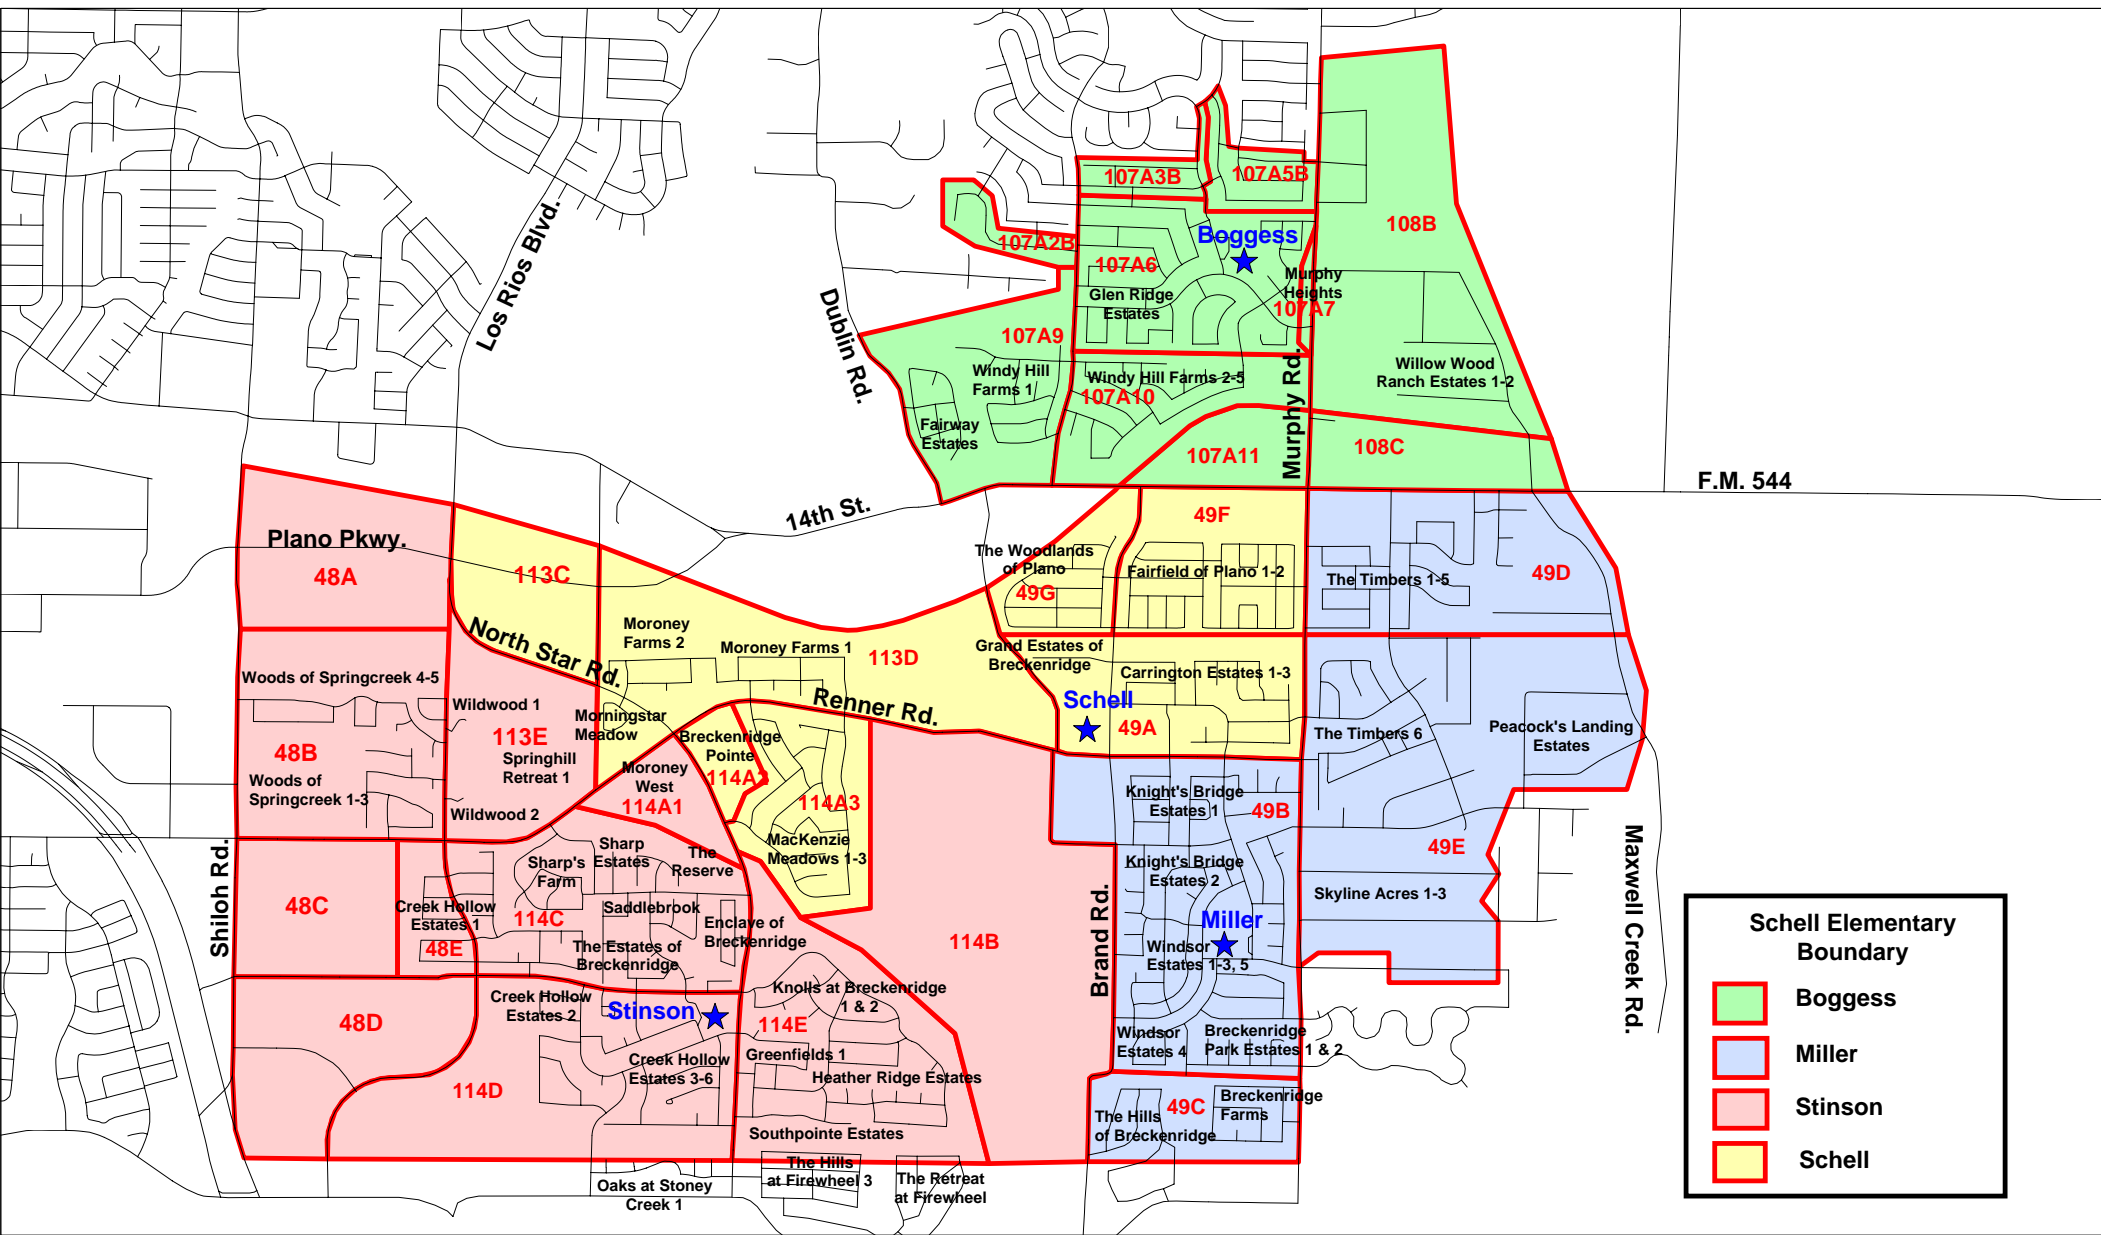 107A3B
107A5B
108B
Boggess
107A2B
107A6
Murphy
Heights
107A7
Glen Ridge
Estates
Los Rios Blvd.
Dublin Rd.
107A9
Windy Hill
Farms 1
Windy Hill Farms 2-5
107A10
Murphy Rd.
Willow Wood
Ranch Estates 1-2
Fairway
Estates
107A11
108C
F.M. 544
14th St.
Plano Pkwy.
48A
113C
49F
The Woodlands
of Plano
49G
Fairfield of Plano 1-2
The Timbers 1-5
49D
North Star Rd.
Moroney
Farms 2
Moroney Farms 1
113D
Grand Estates of
Breckenridge
Carrington Estates 1-3
Woods of Springcreek 4-5
Wildwood 1
Renner Rd.
Schell
49A
Morningstar
Meadow
113E
Springhill
Retreat 1
48B
Woods of
Springcreek 1-3
Wildwood 2
Breckenridge
Pointe
114A2
Moroney
West
114A1
114A3
MacKenzie
Meadows 1-3
The Timbers 6
Peacock's Landing
Estates
Knight's Bridge
Estates 1
49B
49E
Knight's Bridge
Estates 2
Skyline Acres 1-3
Shiloh Rd.
Sharp
Estates
Sharp's
Farm
The
Reserve
48C
Creek Hollow
Estates 1
48E
114C
Saddlebrook
Enclave of
Breckenridge
The Estates of
Breckenridge
114B
Brand Rd.
Miller
Windsor
Estates 1-3, 5
Maxwell Creek Rd.
48D
Creek Hollow
Estates 2
Stinson
Knolls at Breckenridge
1 & 2
114E
Greenfields 1
Heather Ridge Estates
Creek Hollow
Estates 3-6
114D
Southpointe Estates
Windsor
Estates 4
Breckenridge
Park Estates 1 & 2
49C
The Hills
of Breckenridge
Breckenridge
Farms
Oaks at Stoney
Creek 1
The Hills
at Firewheel 3
The Retreat
at Firewheel
Schell Elementary
Boundary
Boggess
Miller
Stinson
Schell